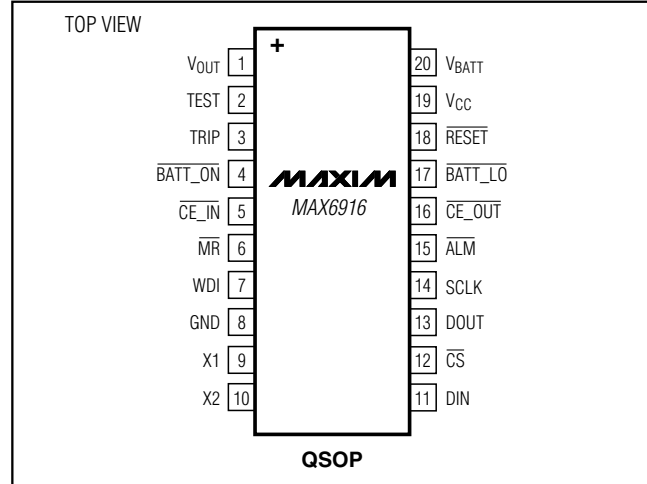 TOP VIEW
+
VOUT 1 20 VBATT
TEST 2 19 VCC
TRIP 3 18 RESET
BATT_ON 4 17 BATT_LO
MAXIM
CE_IN 5 MAX6916 16 CE_OUT
MR 6 15 ALM
WDI 7 14 SCLK
GND 8 13 DOUT
X1 9 12 CS
X2 10 11 DIN
QSOP